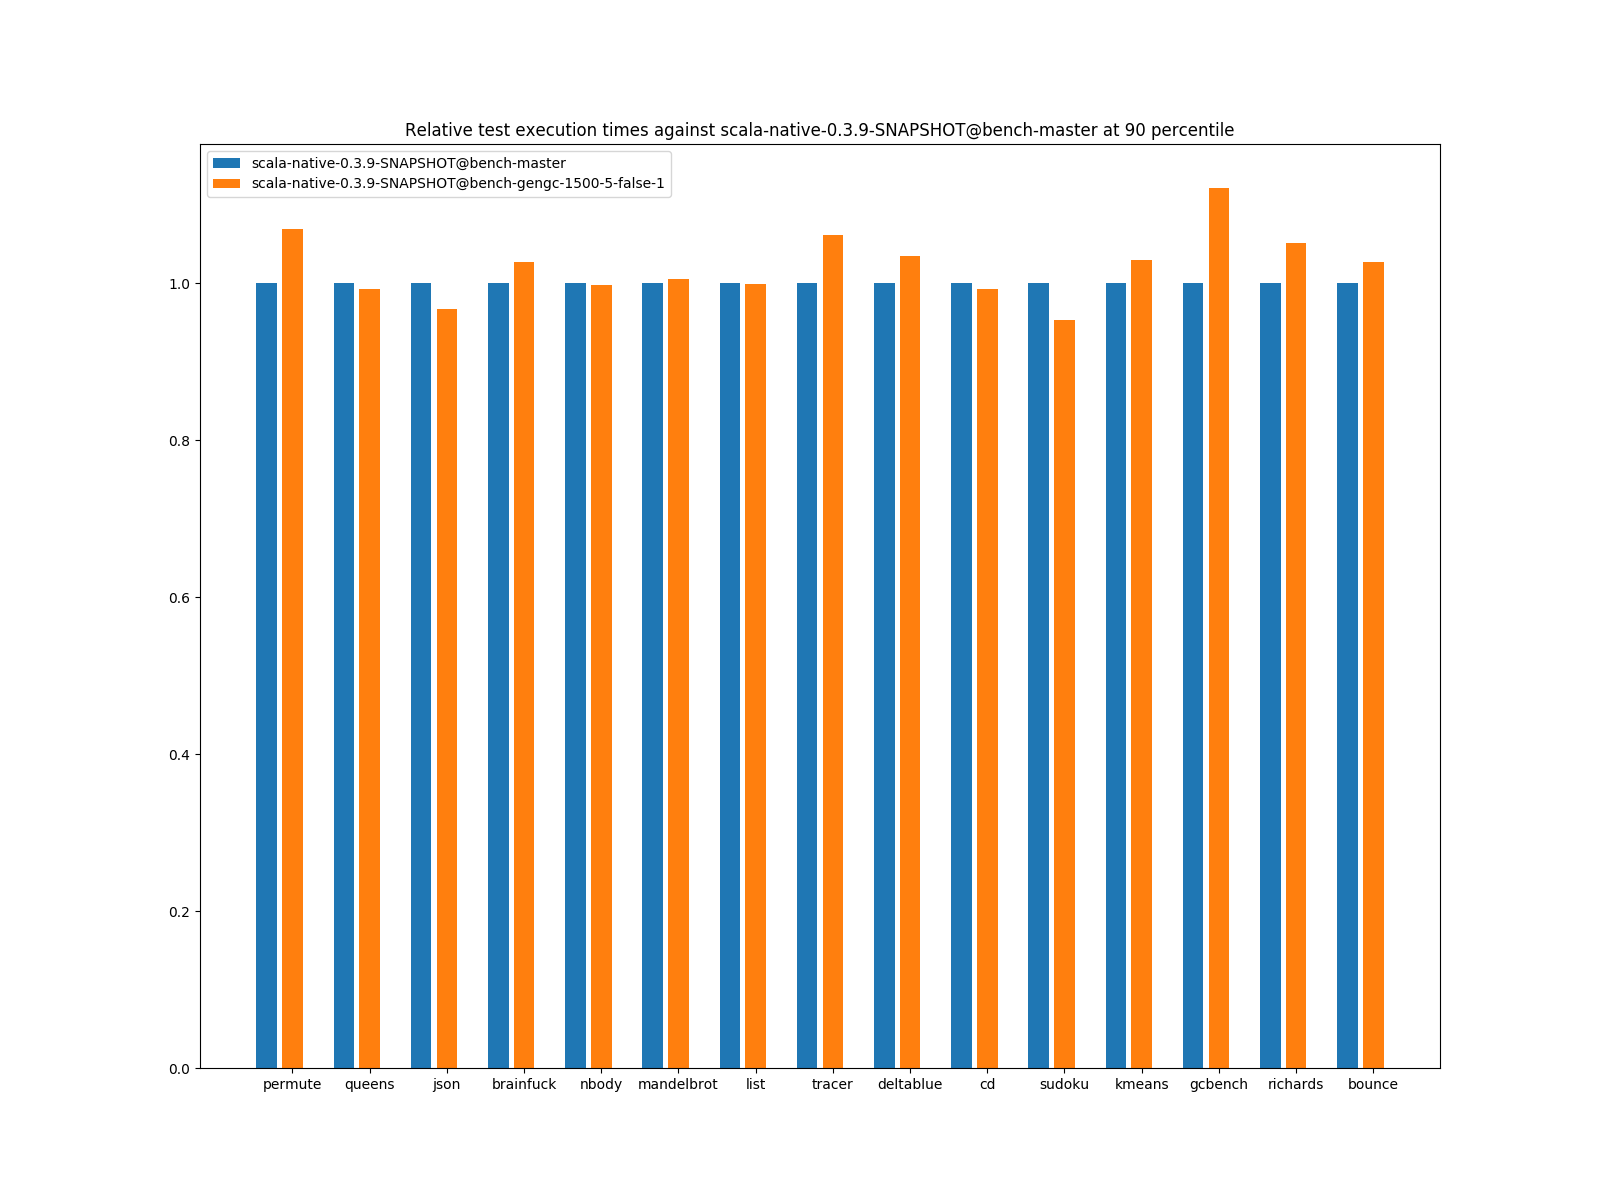 Relative test execution times against scala-native-0.3.9-SNAPSHOT@bench-master at 90 percentile
scala-native-0.3.9-SNAPSHOT@bench-master
scala-native-0.3.9-SNAPSHOT@bench-gengc-1500-5-false-1
1.0
0.8
0.6
0.4
0.2
0.0
permute queens json brainfuck nbody mandelbrot list tracer deltablue cd sudoku kmeans gcbench richards bounce